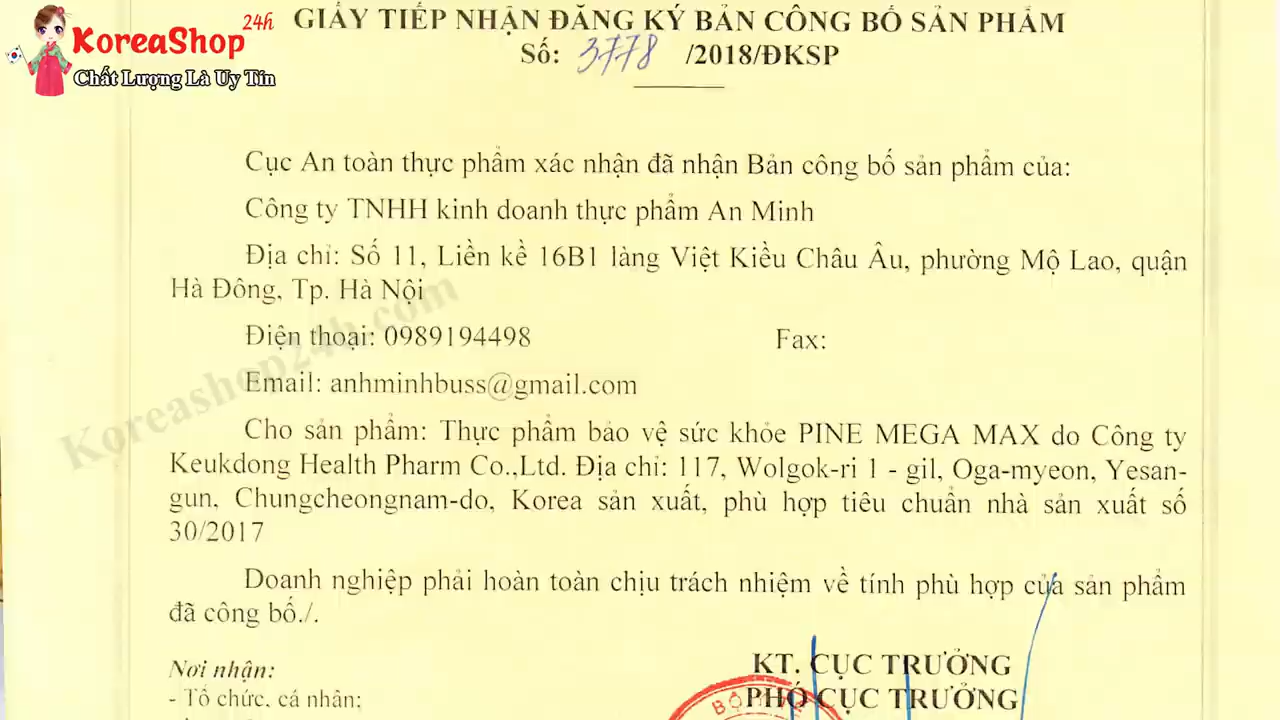 KoreaShop 24h
Chất Lượng Là Uy Tín
GIẤY TIẾP NHẬN ĐĂNG KÝ BẢN CÔNG BỐ SẢN PHẨM
Số: 3778 /2018/ĐKSP
Cục An toàn thực phẩm xác nhận đã nhận Bản công bố sản phẩm của:
Công ty TNHH kinh doanh thực phẩm An Minh
Địa chỉ: Số 11, Liền kề 16B1 làng Việt Kiều Châu Âu, phường Mộ Lao, quận
Hà Đông, Tp. Hà Nội
Điện thoại: 0989194498 Fax:
Email: anhminhbuss@gmail.com
Cho sản phẩm: Thực phẩm bảo vệ sức khỏe PINE MEGA MAX do Công ty
Keukdong Health Pharm Co.,Ltd. Địa chỉ: 117, Wolgok-ri 1 - gil, Oga-myeon, Yesan-
gun, Chungcheongnam-do, Korea sản xuất, phù hợp tiêu chuẩn nhà sản xuất số
30/2017
Doanh nghiệp phải hoàn toàn chịu trách nhiệm về tính phù hợp của sản phẩm
đã công bố./.
Koreashop24h.com
Nơi nhận:
- Tổ chức, cá nhân;
KT. CỤC TRƯỞNG
PHÓ CỤC TRƯỞNG
BỘ Y TẾ